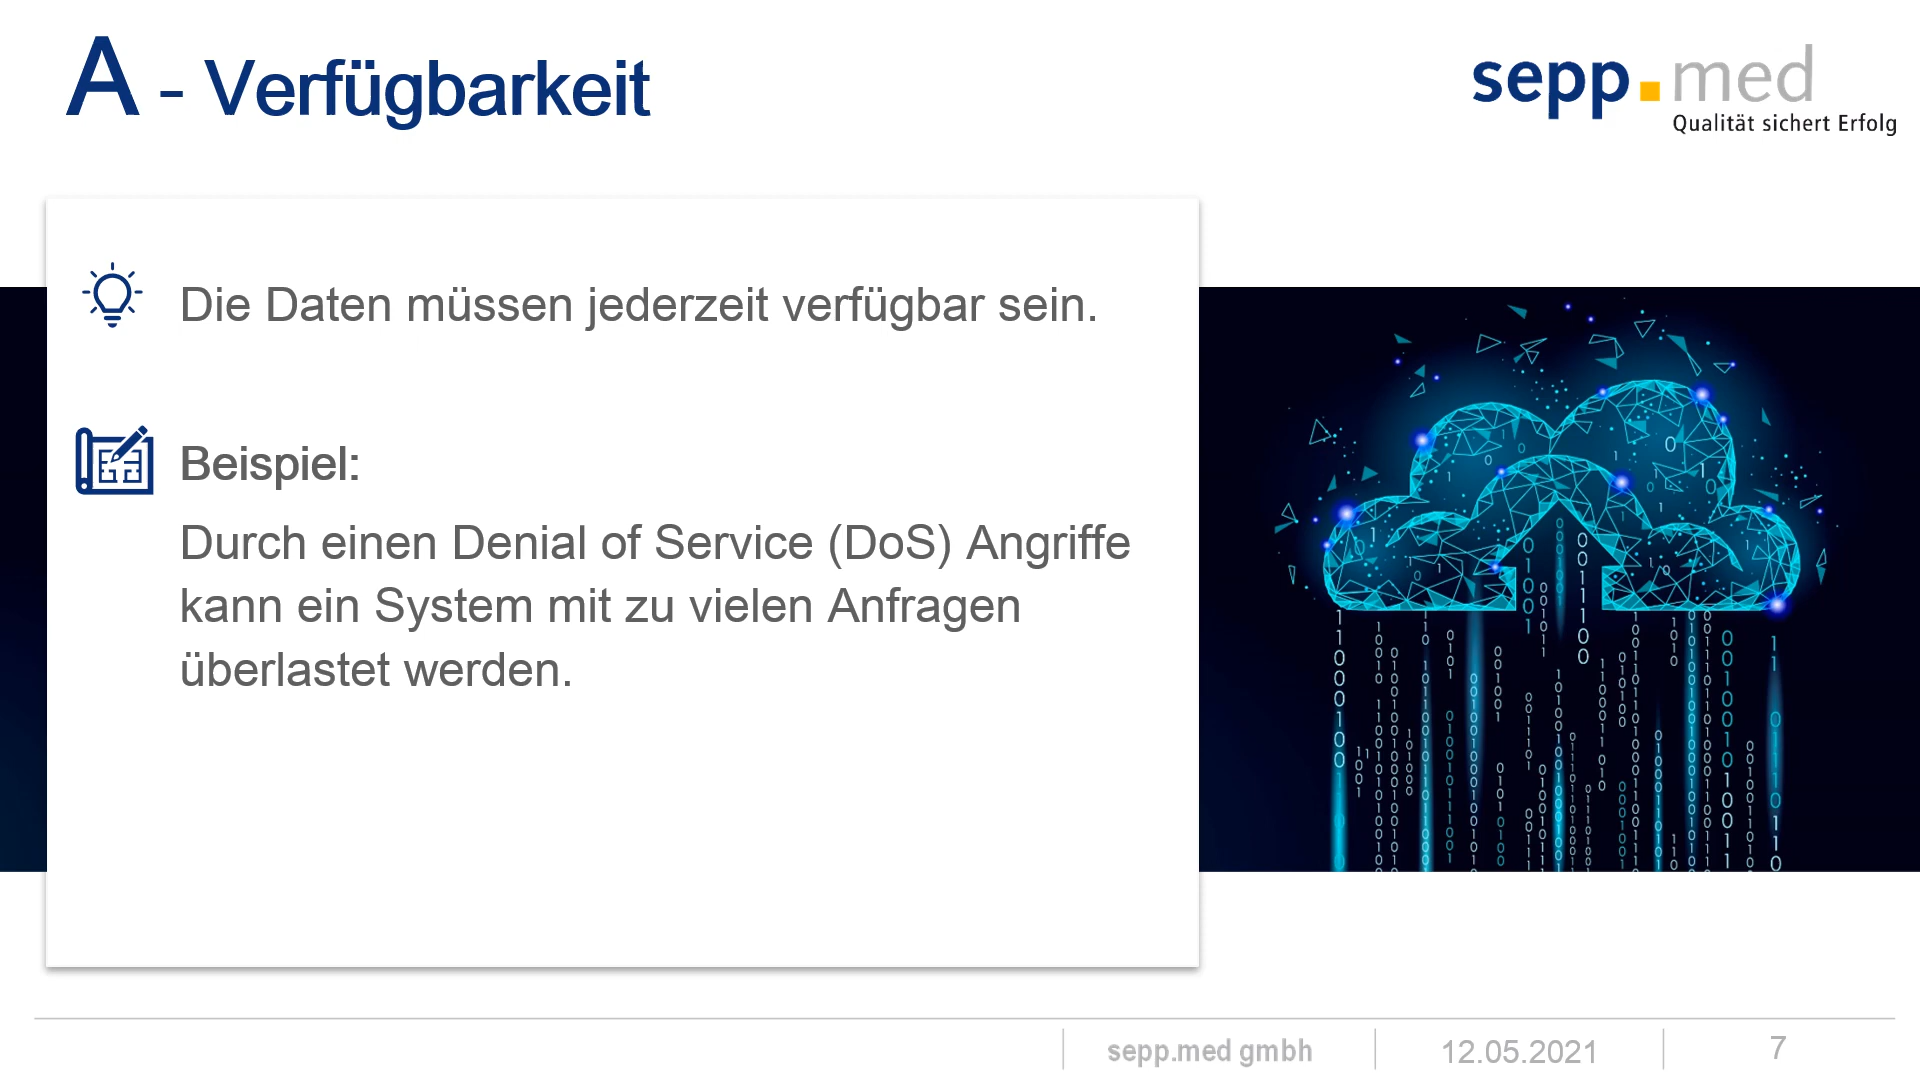 A - Verfügbarkeit
sepp.med
Qualität sichert Erfolg
Die Daten müssen jederzeit verfügbar sein.
Beispiel:
Durch einen Denial of Service (DoS) Angriffe
kann ein System mit zu vielen Anfragen
überlastet werden.
sepp.med gmbh
12.05.2021
7